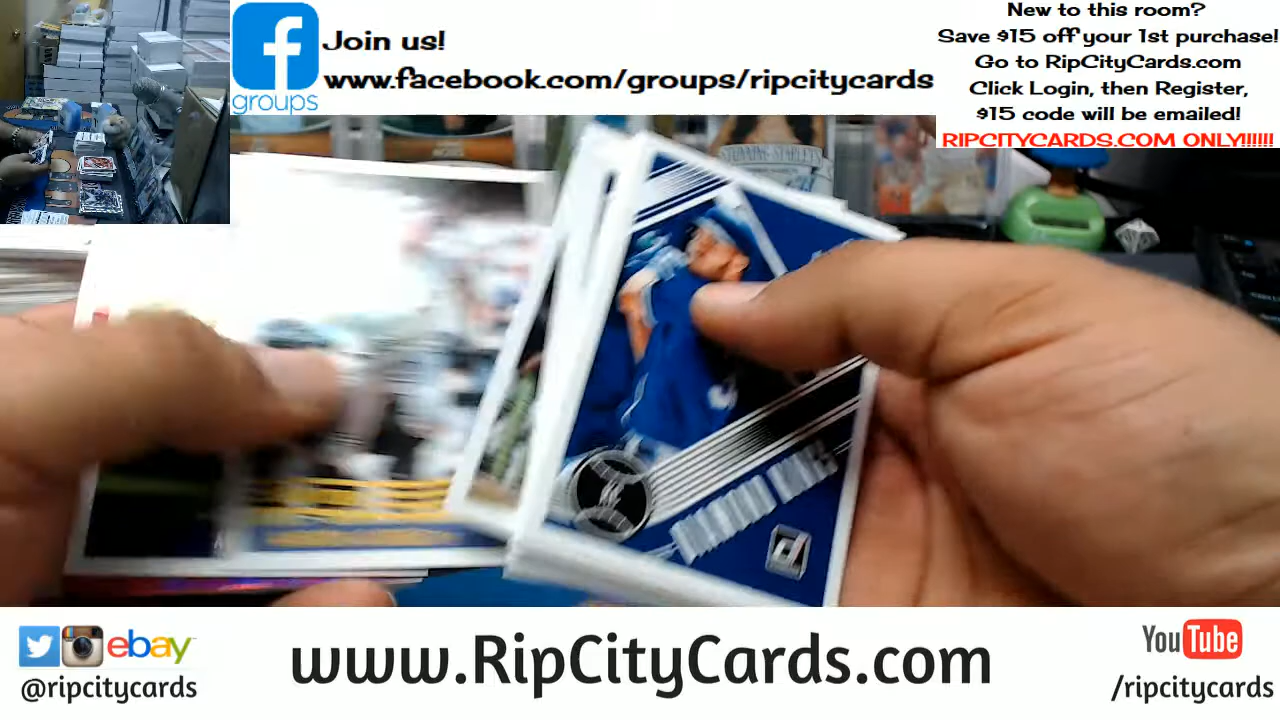 Join us!
www.facebook.com/groups/ripcitycards
groups
New to this room?
Save $15 off your 1st purchase!
Go to RipCityCards.com
Click Login, then Register,
$15 code will be emailed!
RIPCITYCARDS.COM ONLY!!!!!!
ebay
@ripcitycards
www.RipCityCards.com
YouTube
/ripcitycards